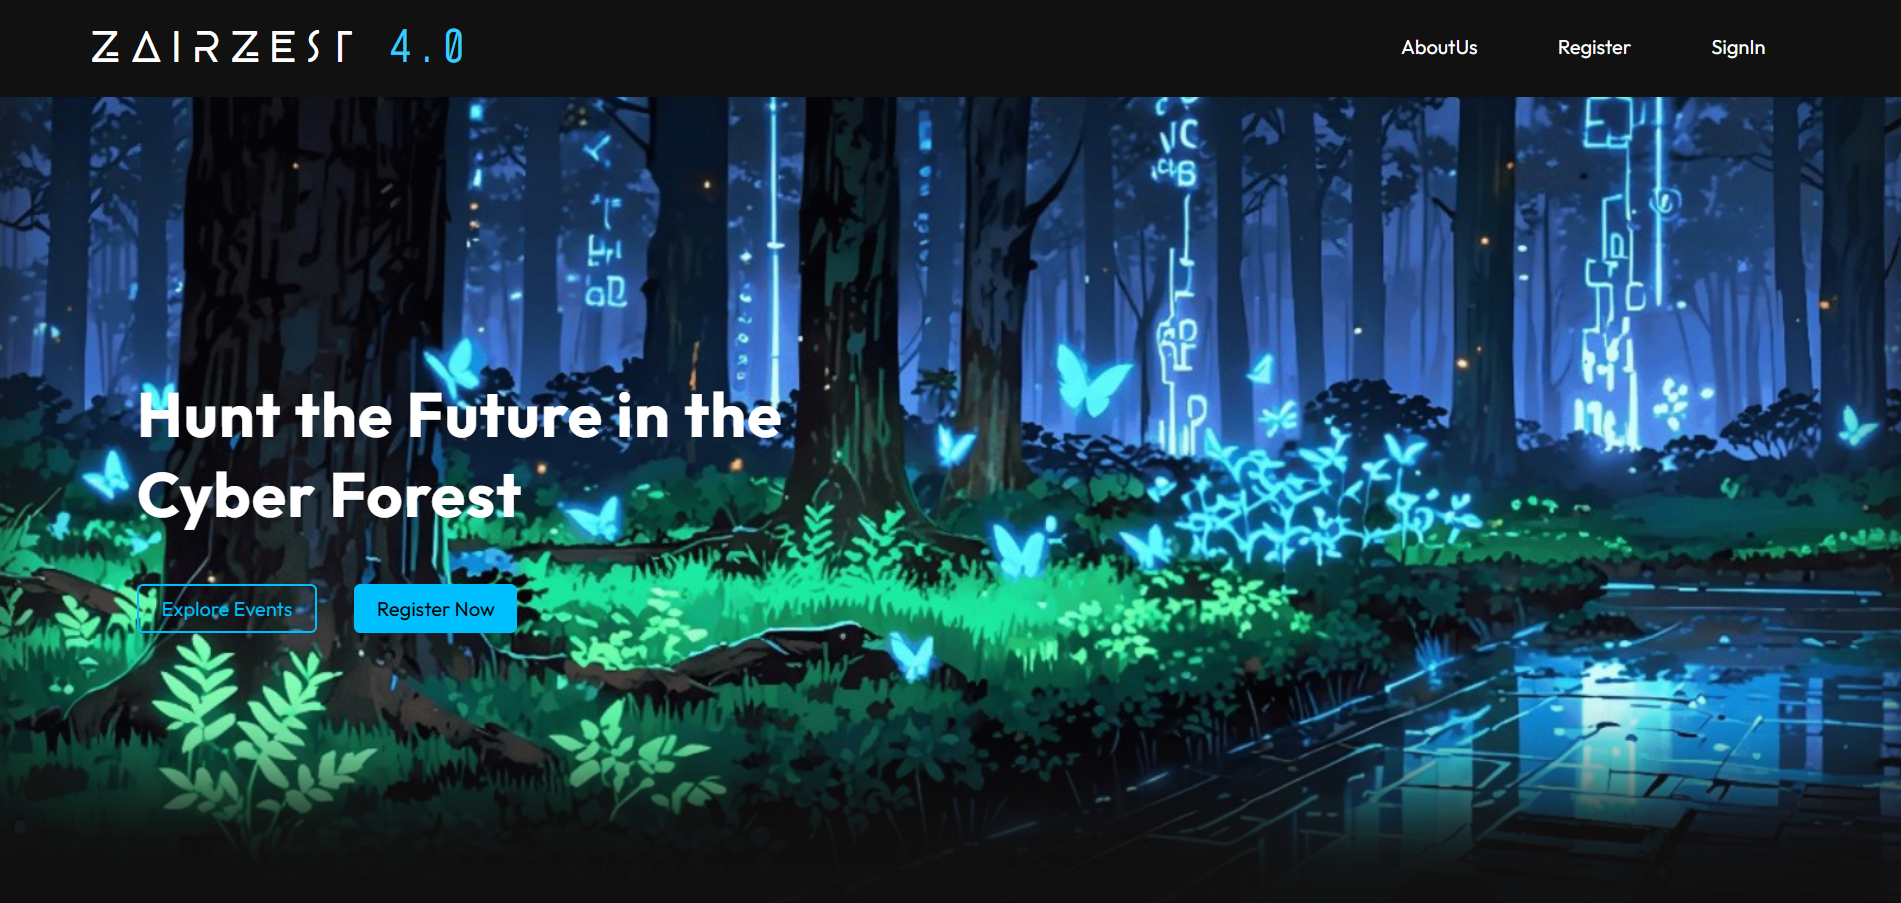 ZAIRZEST 4.0
AboutUs
Register
SignIn
Hunt the Future in the
Cyber Forest
Explore Events
Register Now